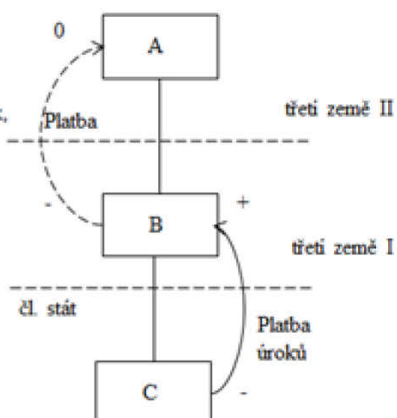 0
A
třetí země II
Platba
-
B
+
třetí země I
čl. stát
Platba
úroků
C
-